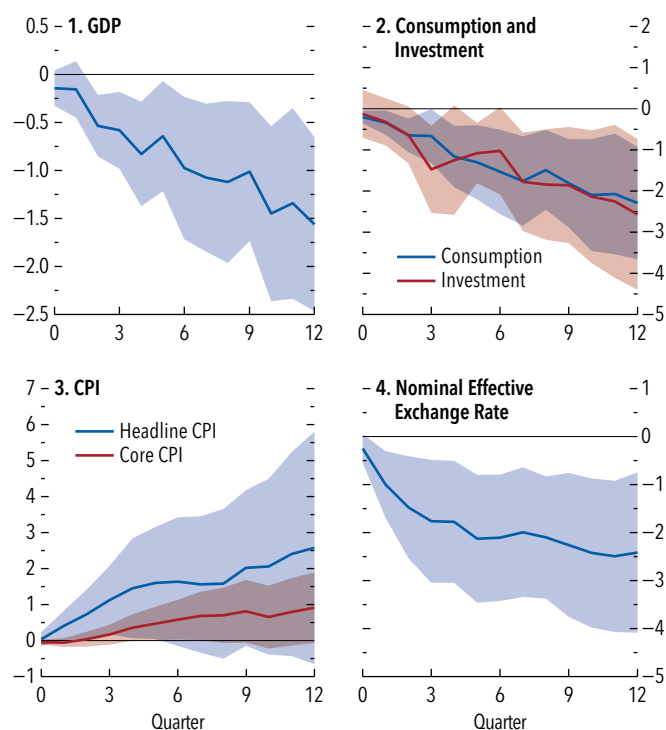 1. GDP
0.5
0
−0.5
−1.0
−1.5
−2.0
−2.5
0 3 6 9 12
2. Consumption and
Investment
2
1
0
−1
−2
−3
−4
−5
Consumption
Investment
0 3 6 9 12
3. CPI
7
6
5
4
3
2
1
0
−1
Headline CPI
Core CPI
0 3 6 9 12
Quarter
4. Nominal Effective
Exchange Rate
1
0
−1
−2
−3
−4
−5
0 3 6 9 12
Quarter